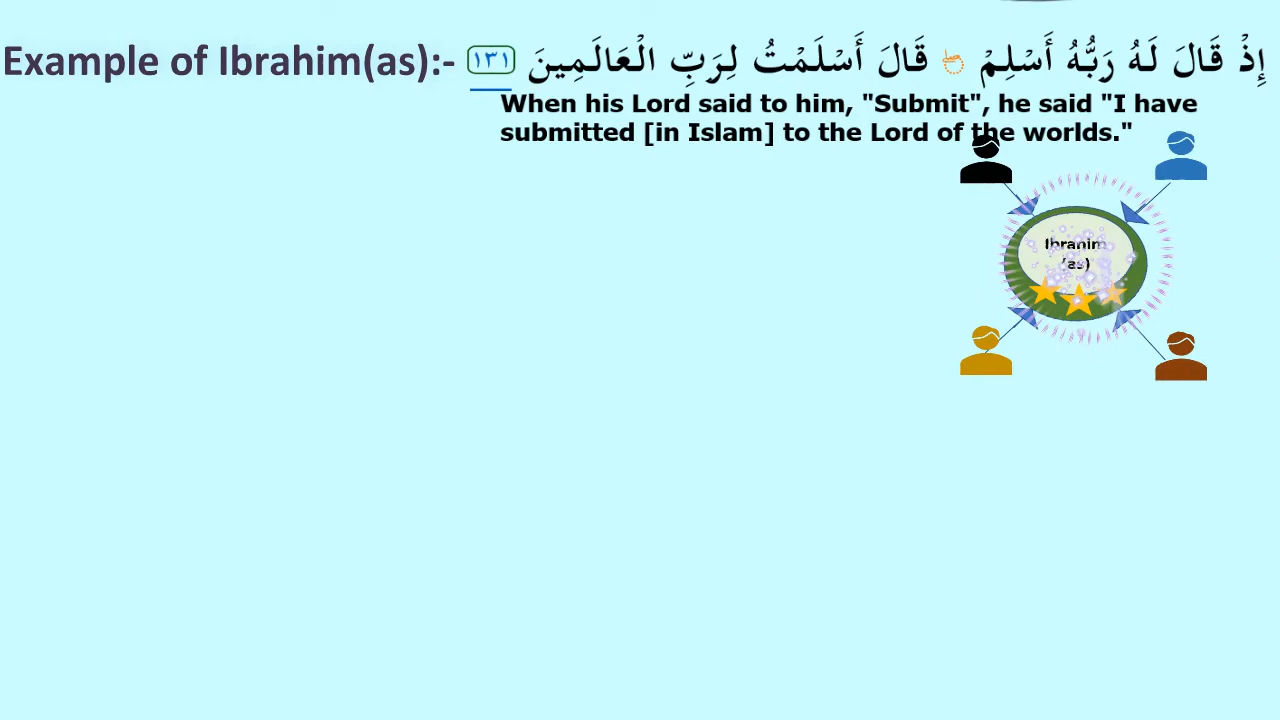 Example of Ibrahim(as):-
إِذْ قَالَ لَهُ رَبُّهُ أَسْلِمْ ۖ قَالَ أَسْلَمْتُ لِرَبِّ الْعَالَمِينَ ١٣١
When his Lord said to him, "Submit", he said "I have
submitted [in Islam] to the Lord of the worlds."
Ibrahim
(as)